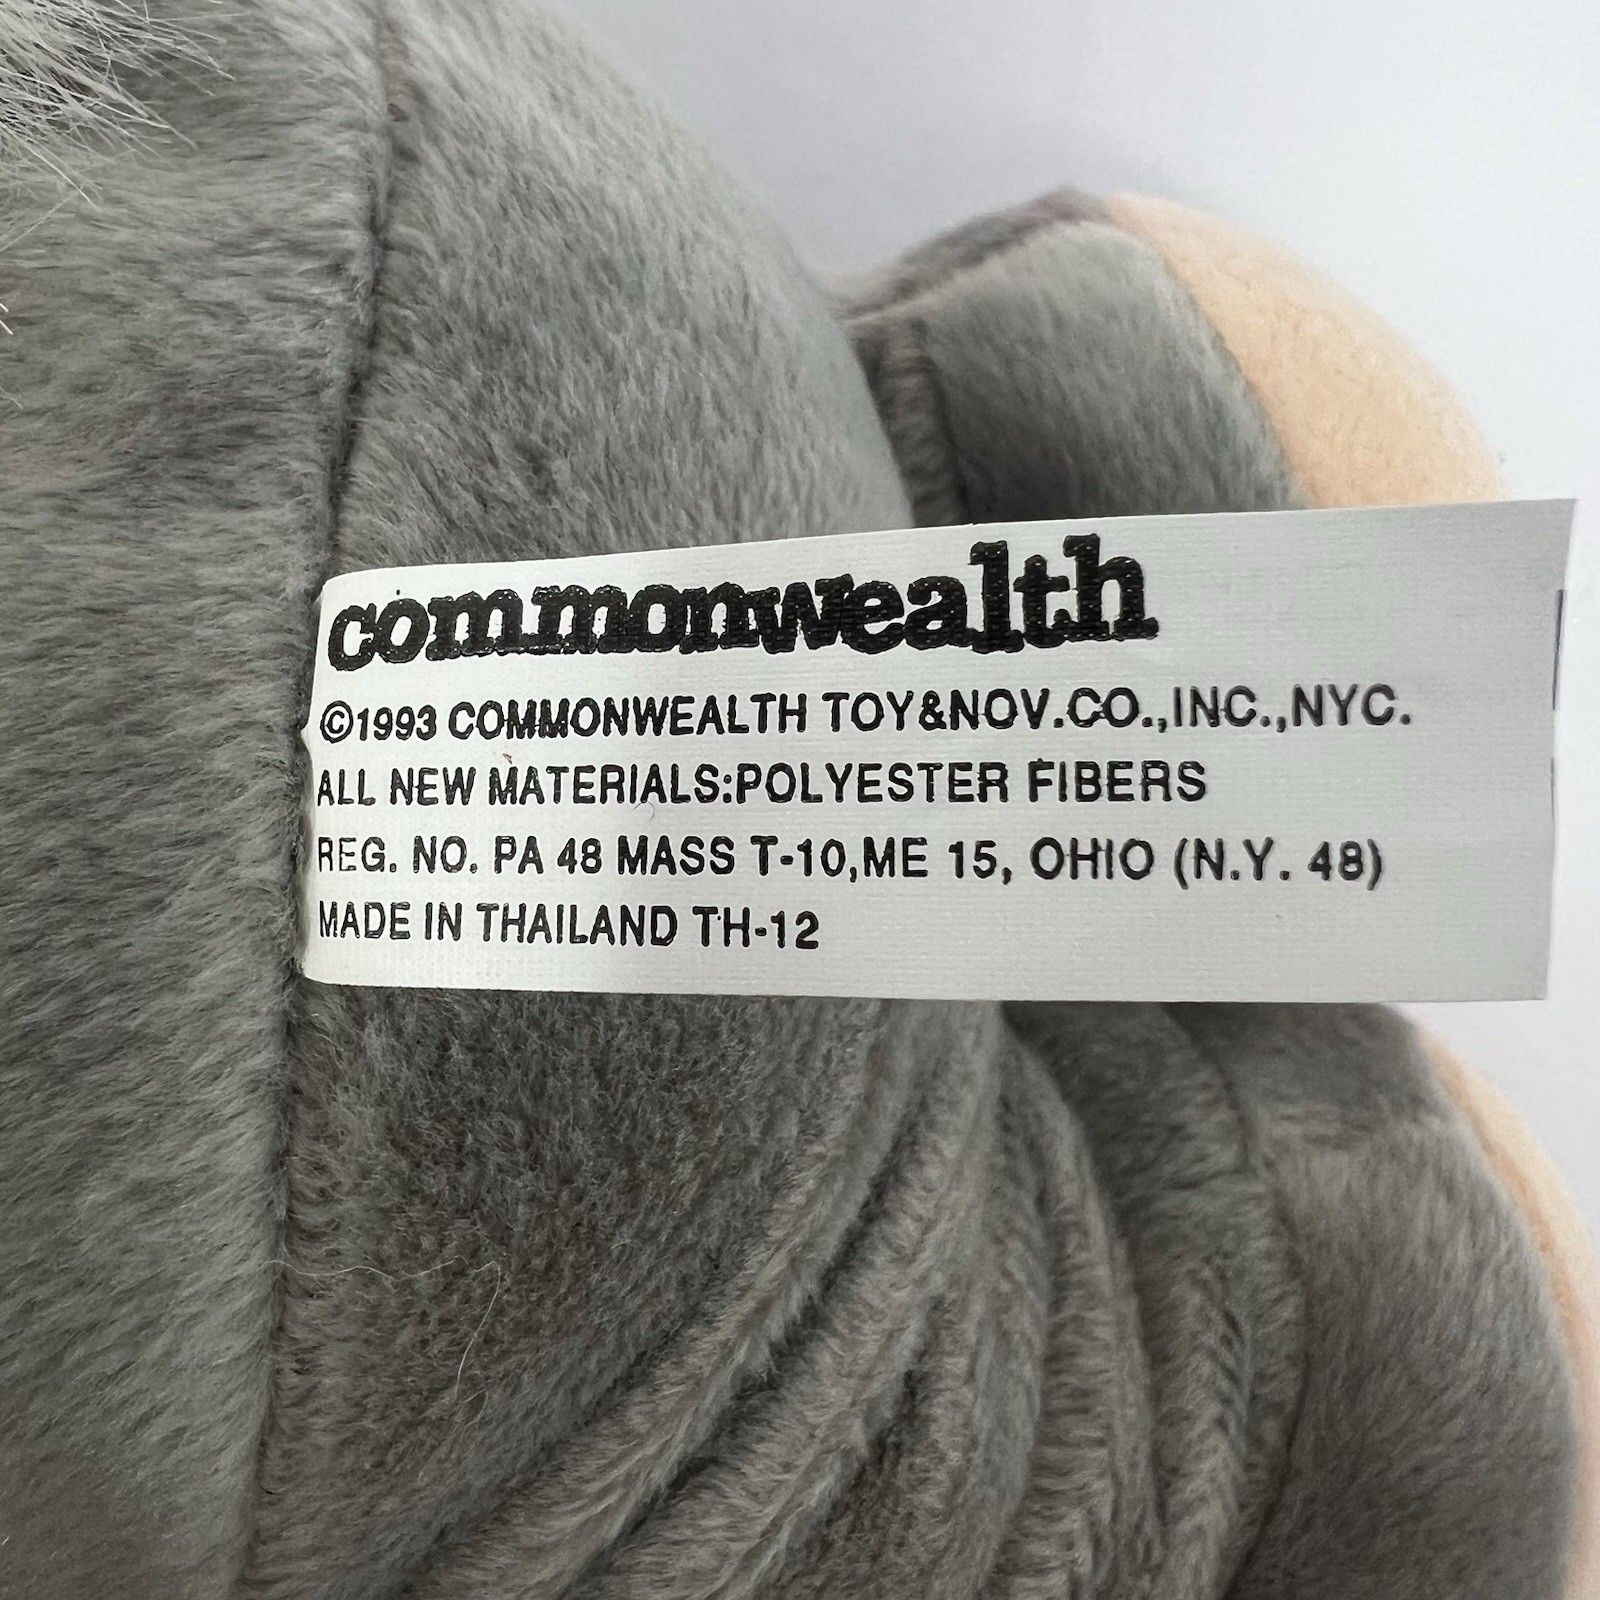 commonwealth
©1993 COMMONWEALTH TOY&NOV.CO.,INC.,NYC.
ALL NEW MATERIALS:POLYESTER FIBERS
REG. NO. PA 48 MASS T-10,ME 15, OHIO (N.Y. 48)
MADE IN THAILAND TH-12